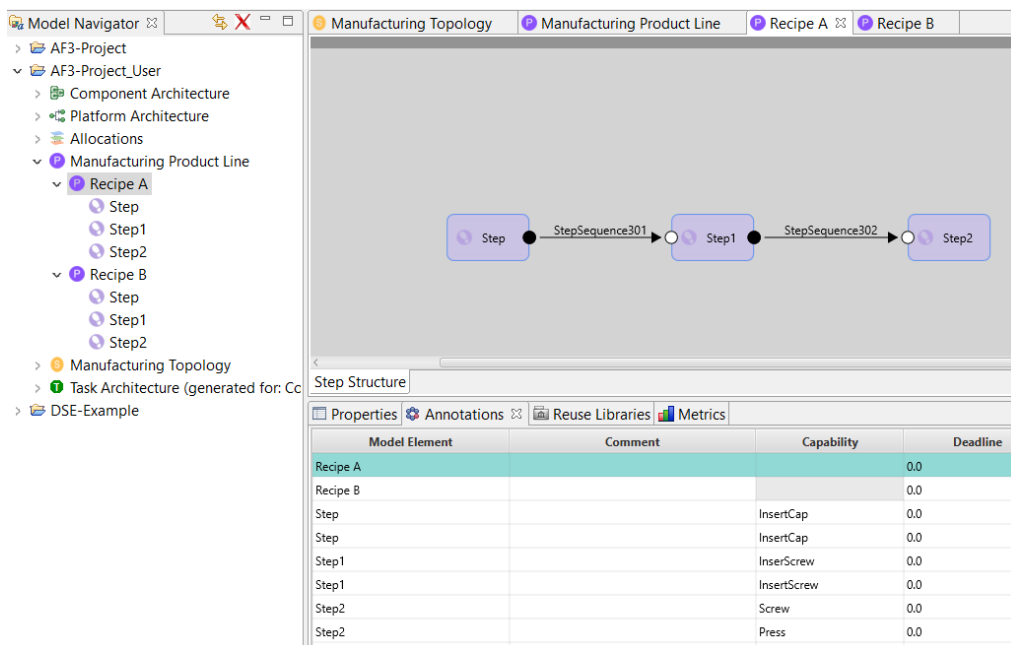 Model Navigator
AF3-Project
AF3-Project_User
Component Architecture
Platform Architecture
Allocations
Manufacturing Product Line
Recipe A
Step
Step1
Step2
Recipe B
Step
Step1
Step2
Manufacturing Topology
Task Architecture (generated for: Cc
DSE-Example
Manufacturing Topology Manufacturing Product Line Recipe A Recipe B
Step StepSequence301 Step1 StepSequence302 Step2
Step Structure
Properties Annotations Reuse Libraries Metrics
Model Element Comment Capability Deadline
Recipe A 0.0
Recipe B 0.0
Step InsertCap 0.0
Step InsertCap 0.0
Step1 InserScrew 0.0
Step1 InsertScrew 0.0
Step2 Screw 0.0
Step2 Press 0.0